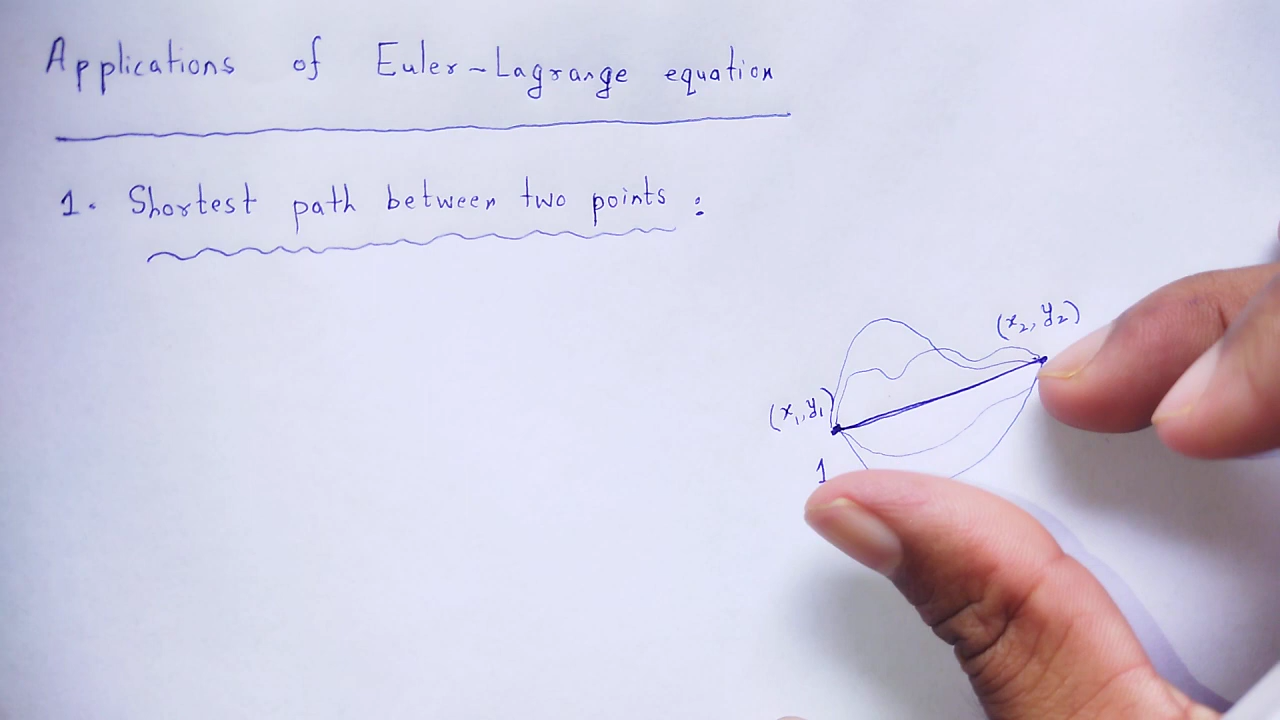 Applications of Euler-Lagrange equation
1. Shortest path between two points :
(x₂, y₂)
(x₁, y₁)
1